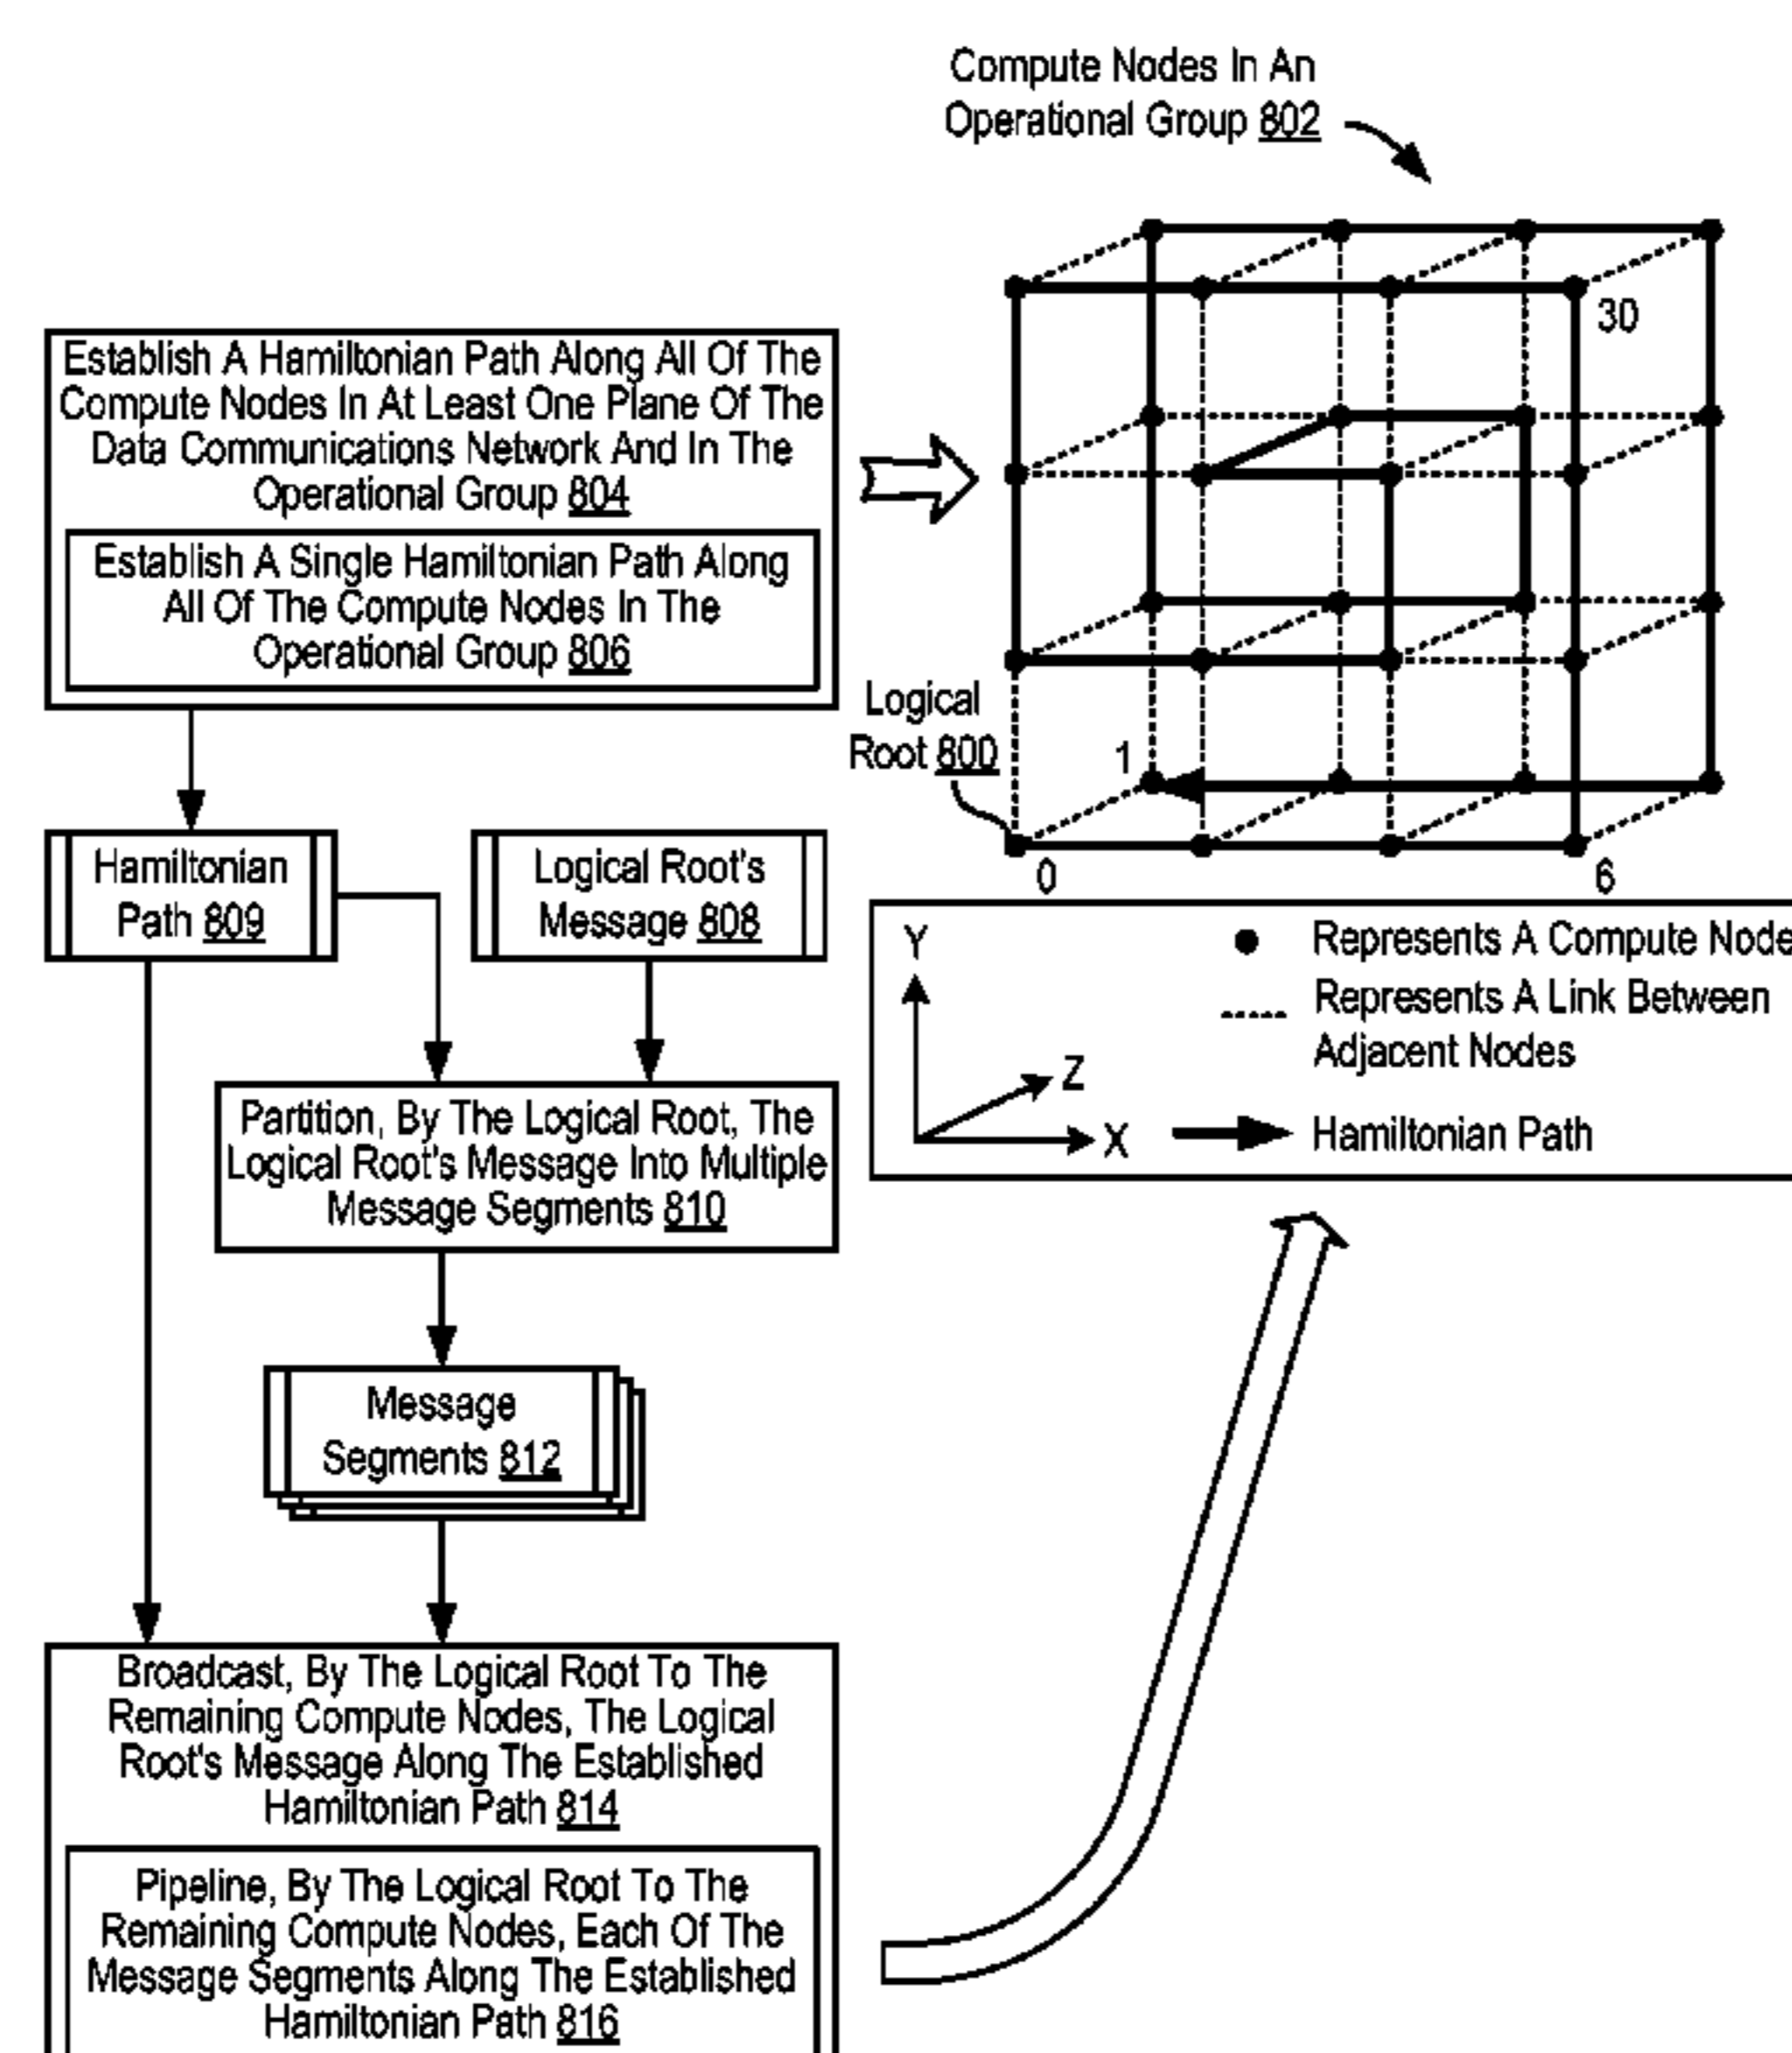 Compute Nodes In An
Operational Group 802
30
Establish A Hamiltonian Path Along All Of The
Compute Nodes In At Least One Plane Of The
Data Communications Network And In The
Operational Group 804
Establish A Single Hamiltonian Path Along
All Of The Compute Nodes In The
Operational Group 806
Logical
Root 800
1
0
6
Hamiltonian
Path 809
Logical Root's
Message 808
Y
Z
X
Represents A Compute Node
Represents A Link Between
Adjacent Nodes
Hamiltonian Path
Partition, By The Logical Root, The
Logical Root's Message Into Multiple
Message Segments 810
Message
Segments 812
Broadcast, By The Logical Root To The
Remaining Compute Nodes, The Logical
Root's Message Along The Established
Hamiltonian Path 814
Pipeline, By The Logical Root To The
Remaining Compute Nodes, Each Of The
Message Segments Along The Established
Hamiltonian Path 816